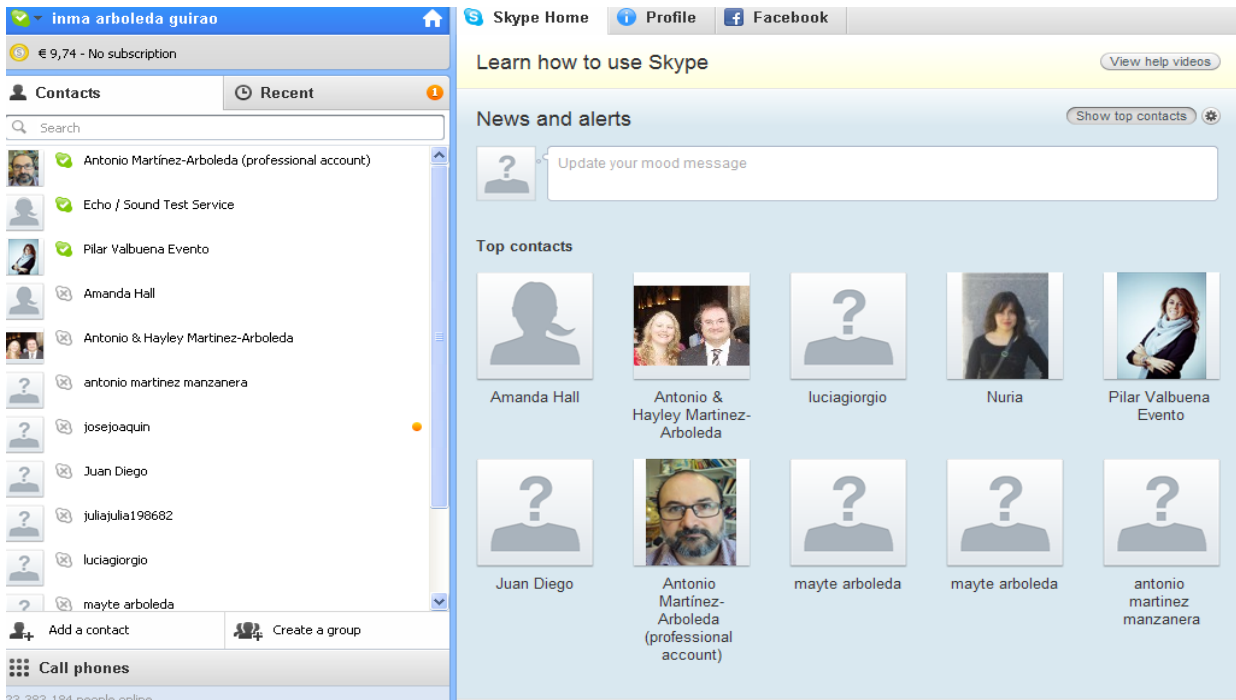 inma arboleda guirao
€ 9,74 - No subscription
Contacts
Recent
1
Search
Antonio Martínez-Arboleda (professional account)
Echo / Sound Test Service
Pilar Valbuena Evento
Amanda Hall
Antonio & Hayley Martinez-Arboleda
antonio martinez manzanera
josejoaquin
Juan Diego
juliajulia198682
luciagiorgio
mayte arboleda
Add a contact
Create a group
Call phones
people online
Skype Home
Profile
Facebook
Learn how to use Skype
View help videos
News and alerts
Show top contacts
Update your mood message
Top contacts
Amanda Hall
Antonio &
Hayley Martinez-
Arboleda
luciagiorgio
Nuria
Pilar Valbuena
Evento
Juan Diego
Antonio
Martínez-
Arboleda
(professional
account)
mayte arboleda
mayte arboleda
antonio
martinez
manzanera